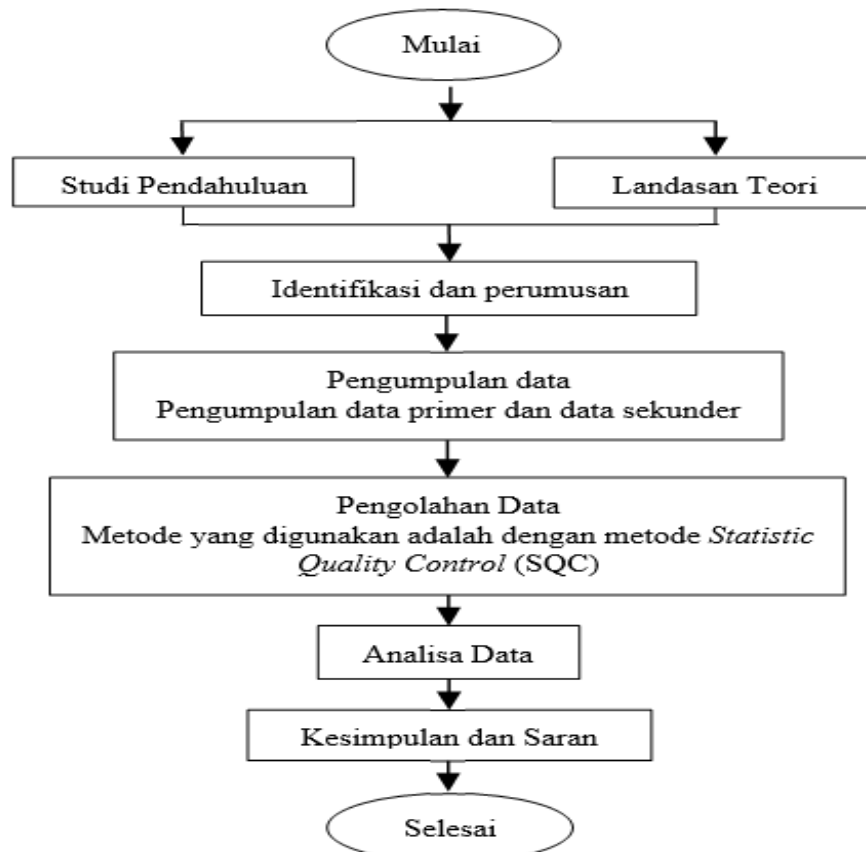 Mulai
Studi Pendahuluan
Landasan Teori
Identifikasi dan perumusan
Pengumpulan data
Pengumpulan data primer dan data sekunder
Pengolahan Data
Metode yang digunakan adalah dengan metode Statistic
Quality Control (SQC)
Analisa Data
Kesimpulan dan Saran
Selesai